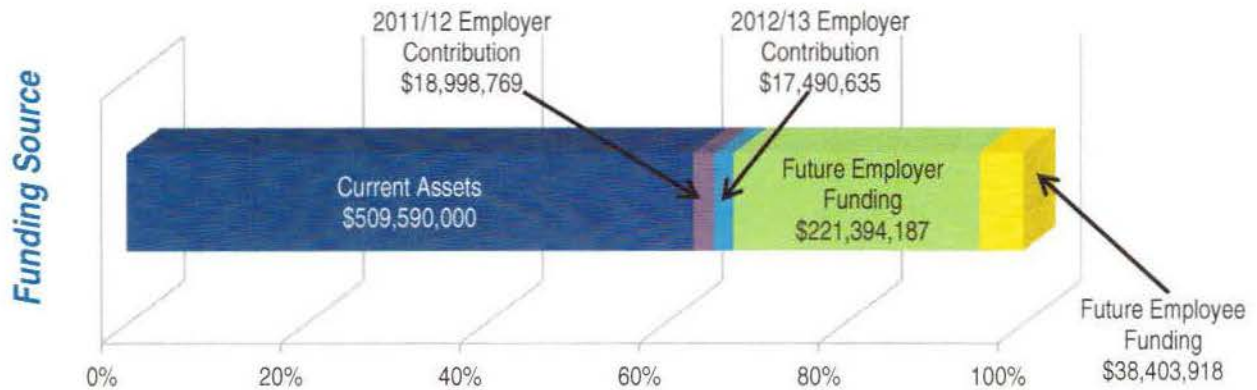 2011/12 Employer
Contribution
$18,998,769
2012/13 Employer
Contribution
$17,490,635
Funding Source
Current Assets
$509,590,000
Future Employer
Funding
$221,394,187
Future Employee
Funding
$38,403,918
0%
20%
40%
60%
80%
100%